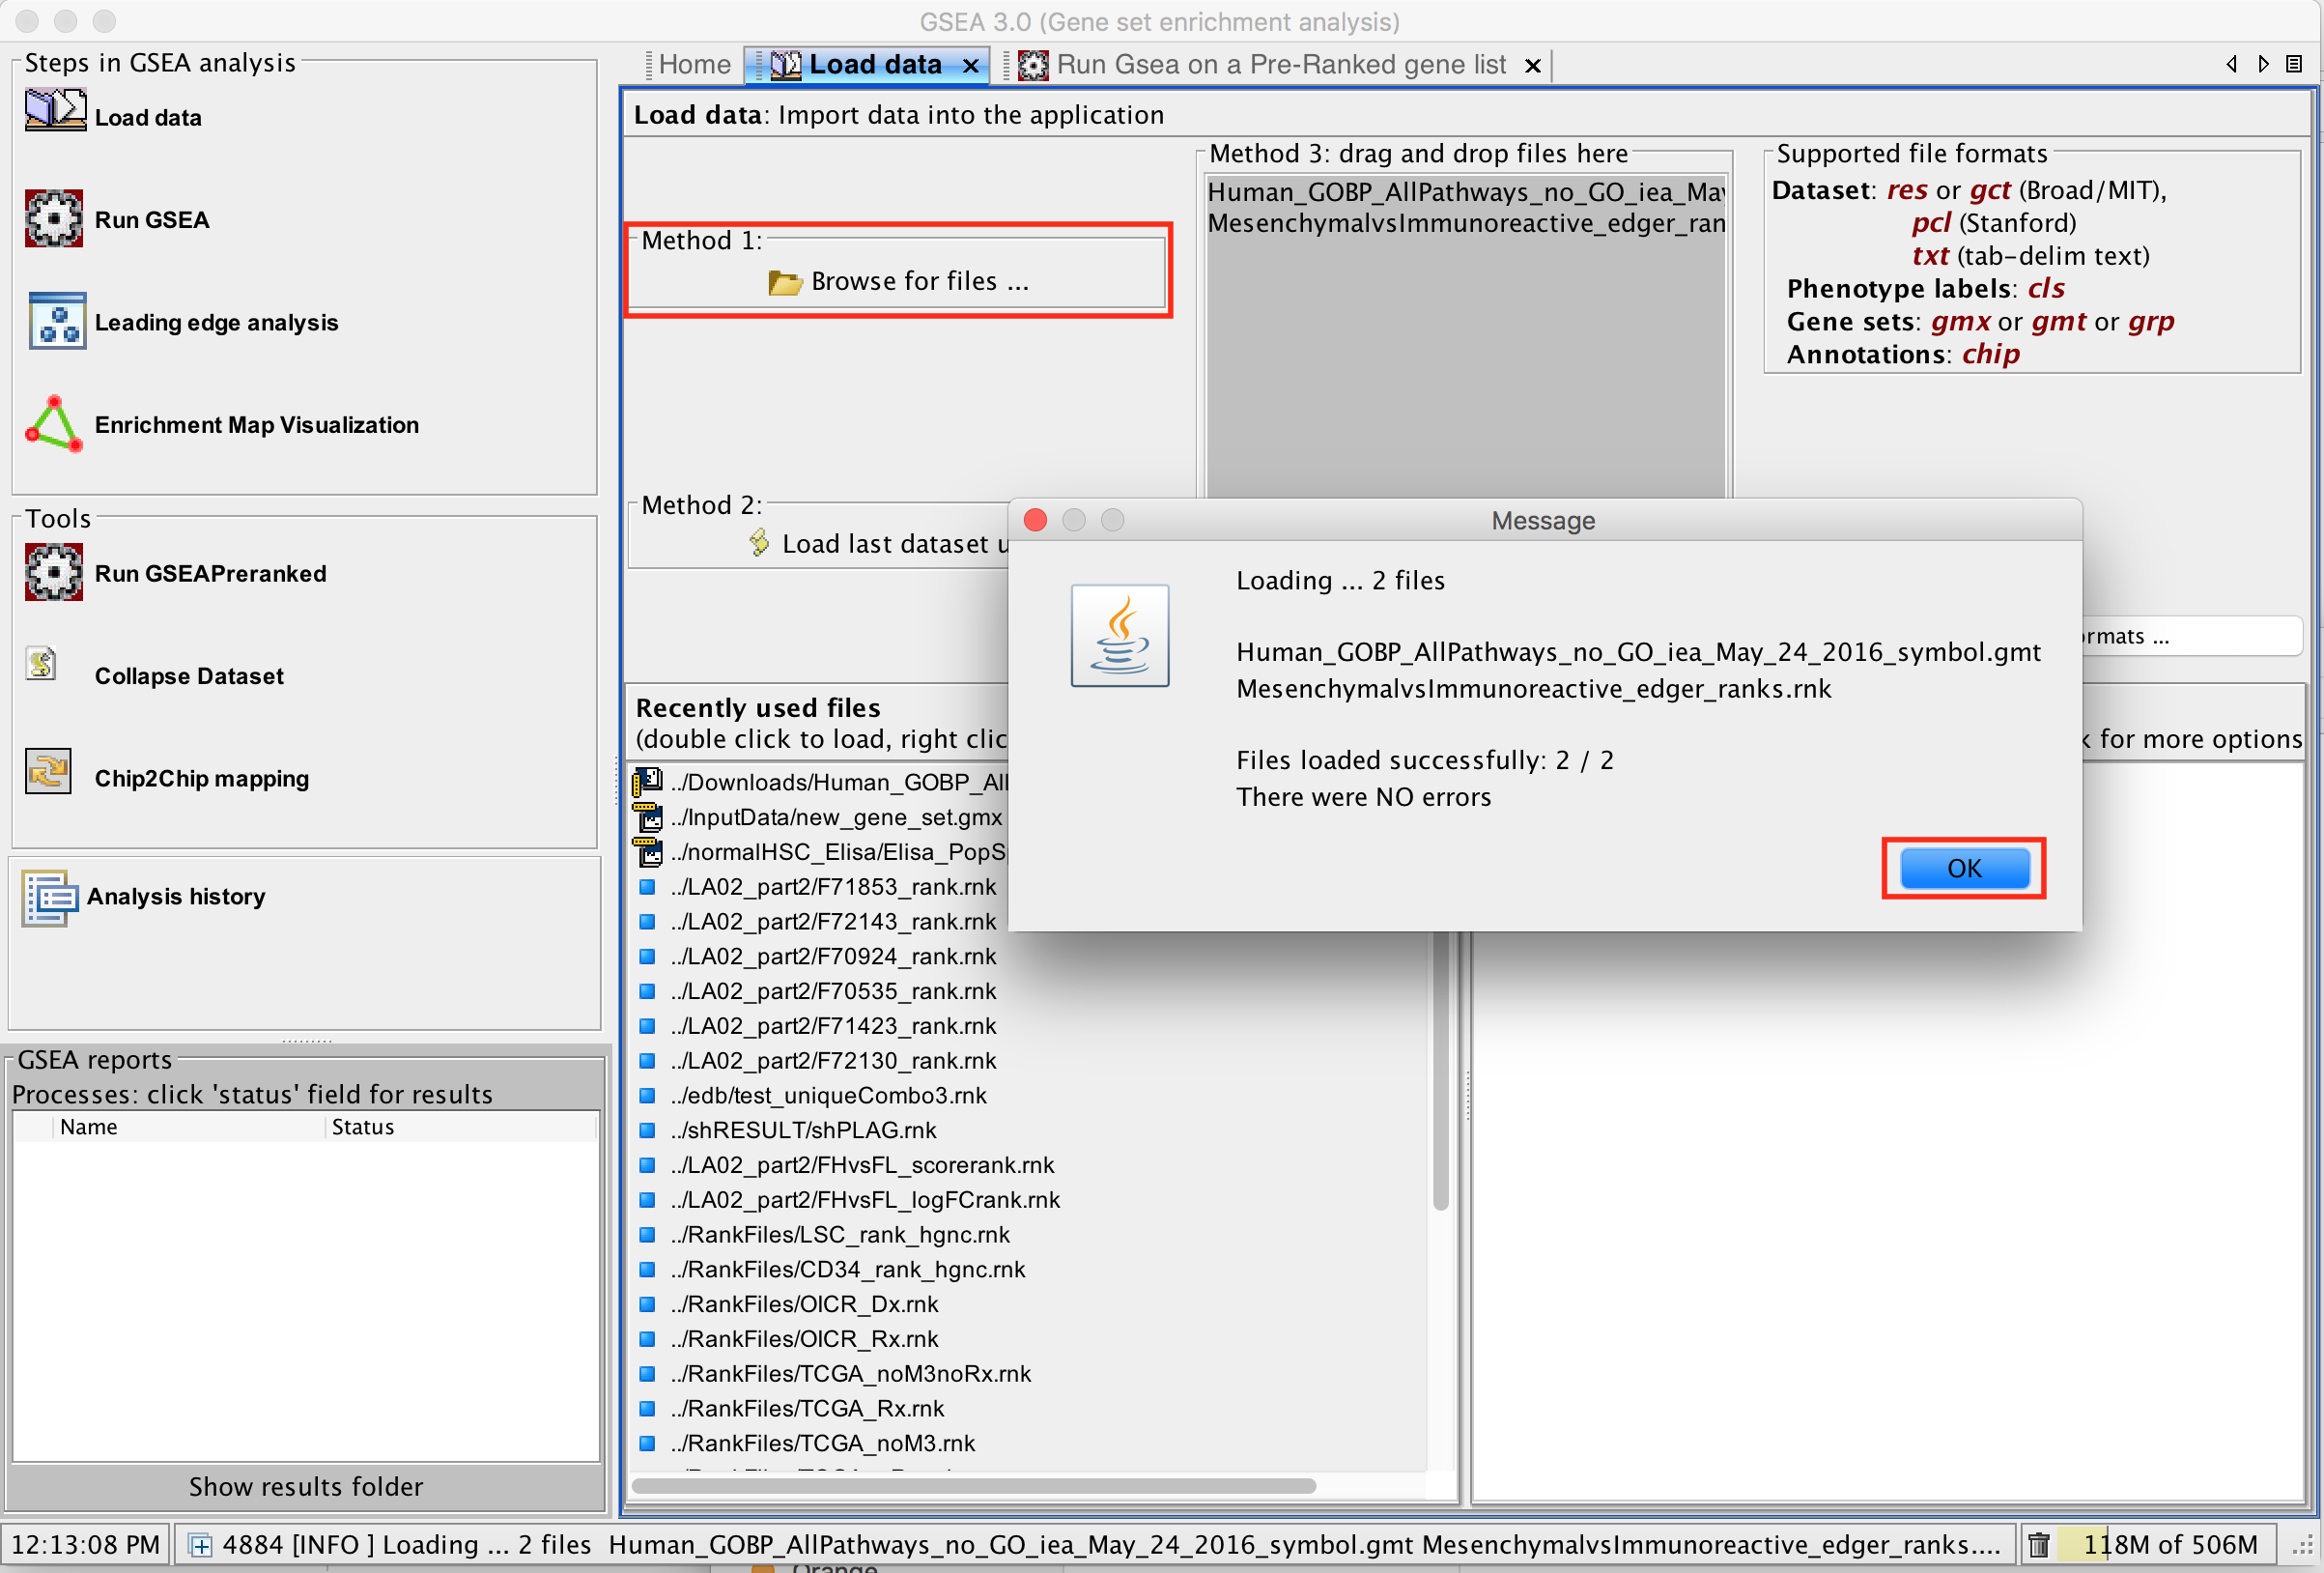 GSEA 3.0 (Gene set enrichment analysis)
Steps in GSEA analysis
Load data
Run GSEA
Leading edge analysis
Enrichment Map Visualization
Tools
Run GSEAPreranked
Collapse Dataset
Chip2Chip mapping
Analysis history
GSEA reports
Processes: click 'status' field for results
Name Status
Show results folder
Home Load data Run Gsea on a Pre-Ranked gene list
Load data: Import data into the application
Method 1:
Browse for files ...
Method 2:
Load last dataset u
Method 3: drag and drop files here
Human_GOBP_AllPathways_no_GO_iea_May
MesenchymalvsImmunoreactive_edger_ran
Supported file formats
Dataset: res or gct (Broad/MIT),
pcl (Stanford)
txt (tab-delim text)
Phenotype labels: cls
Gene sets: gmx or gmt or grp
Annotations: chip
ormats ...
Message
Loading ... 2 files
Human_GOBP_AllPathways_no_GO_iea_May_24_2016_symbol.gmt
MesenchymalvsImmunoreactive_edger_ranks.rnk
Files loaded successfully: 2 / 2
There were NO errors
OK
Recently used files
(double click to load, right clic
k for more options
../Downloads/Human_GOBP_All
../InputData/new_gene_set.gmx
../normalHSC_Elisa/Elisa_PopS
../LA02_part2/F71853_rank.rnk
../LA02_part2/F72143_rank.rnk
../LA02_part2/F70924_rank.rnk
../LA02_part2/F70535_rank.rnk
../LA02_part2/F71423_rank.rnk
../LA02_part2/F72130_rank.rnk
../edb/test_uniqueCombo3.rnk
../shRESULT/shPLAG.rnk
../LA02_part2/FHvsFL_scorerank.rnk
../LA02_part2/FHvsFL_logFCrank.rnk
../RankFiles/LSC_rank_hgnc.rnk
../RankFiles/CD34_rank_hgnc.rnk
../RankFiles/OICR_Dx.rnk
../RankFiles/OICR_Rx.rnk
../RankFiles/TCGA_noM3noRx.rnk
../RankFiles/TCGA_Rx.rnk
../RankFiles/TCGA_noM3.rnk
12:13:08 PM 4884 [INFO ] Loading ... 2 files Human_GOBP_AllPathways_no_GO_iea_May_24_2016_symbol.gmt MesenchymalvsImmunoreactive_edger_ranks.... 118M of 506M
Orange